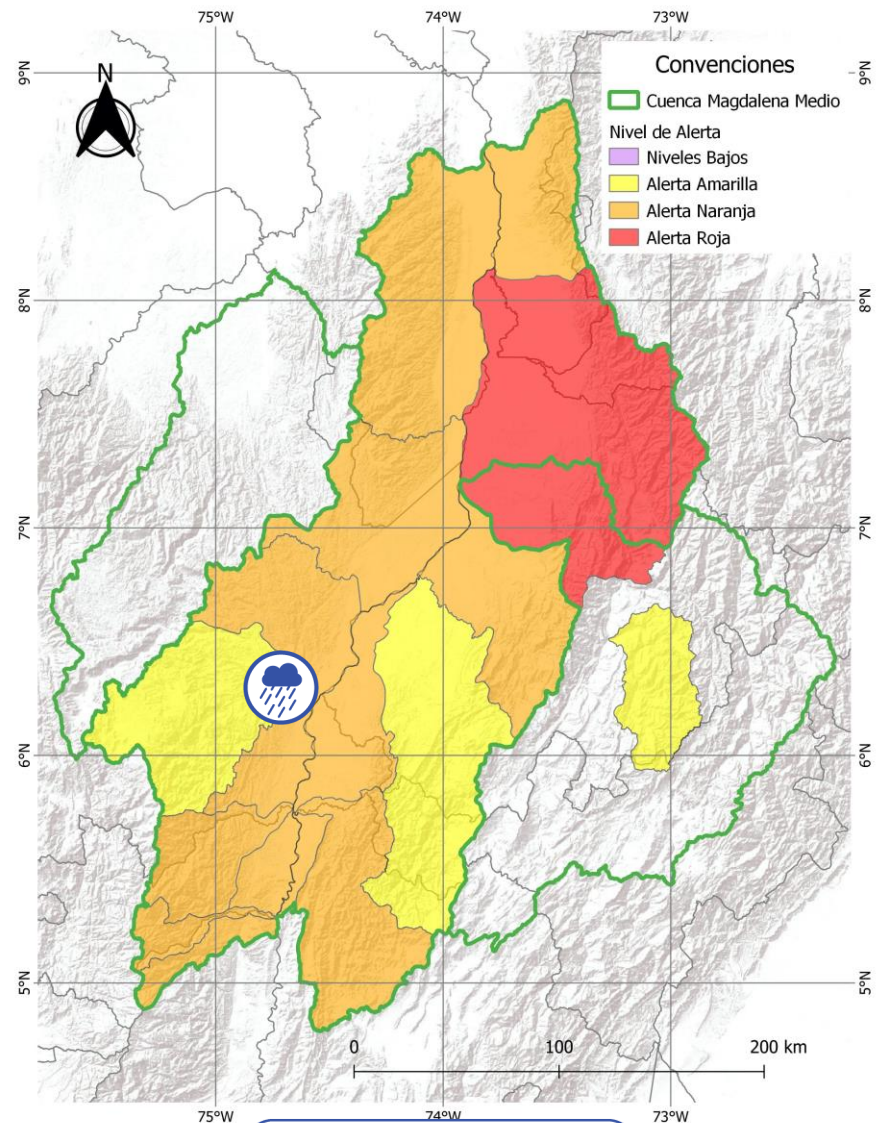 75°W 74°W 73°W
N
Convenciones
Cuenca Magdalena Medio
Nivel de Alerta
Niveles Bajos
Alerta Amarilla
Alerta Naranja
Alerta Roja
9°N 9°N
8°N 8°N
7°N 7°N
6°N 6°N
5°N 5°N
0 100 200 km
75°W 74°W 73°W